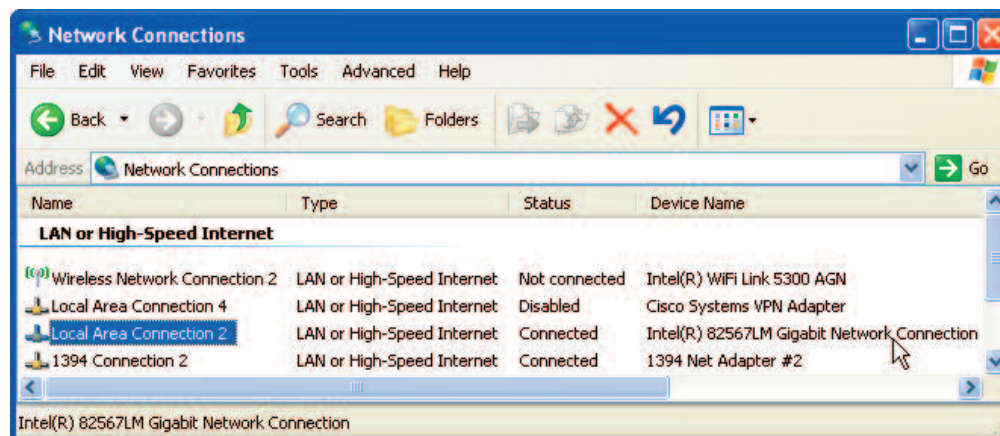 Network Connections
File Edit View Favorites Tools Advanced Help
Back Search Folders
Address Network Connections Go
Name Type Status Device Name
LAN or High-Speed Internet
Wireless Network Connection 2 LAN or High-Speed Internet Not connected Intel(R) WiFi Link 5300 AGN
Local Area Connection 4 LAN or High-Speed Internet Disabled Cisco Systems VPN Adapter
Local Area Connection 2 LAN or High-Speed Internet Connected Intel(R) 82567LM Gigabit Network Connection
1394 Connection 2 LAN or High-Speed Internet Connected 1394 Net Adapter #2
Intel(R) 82567LM Gigabit Network Connection